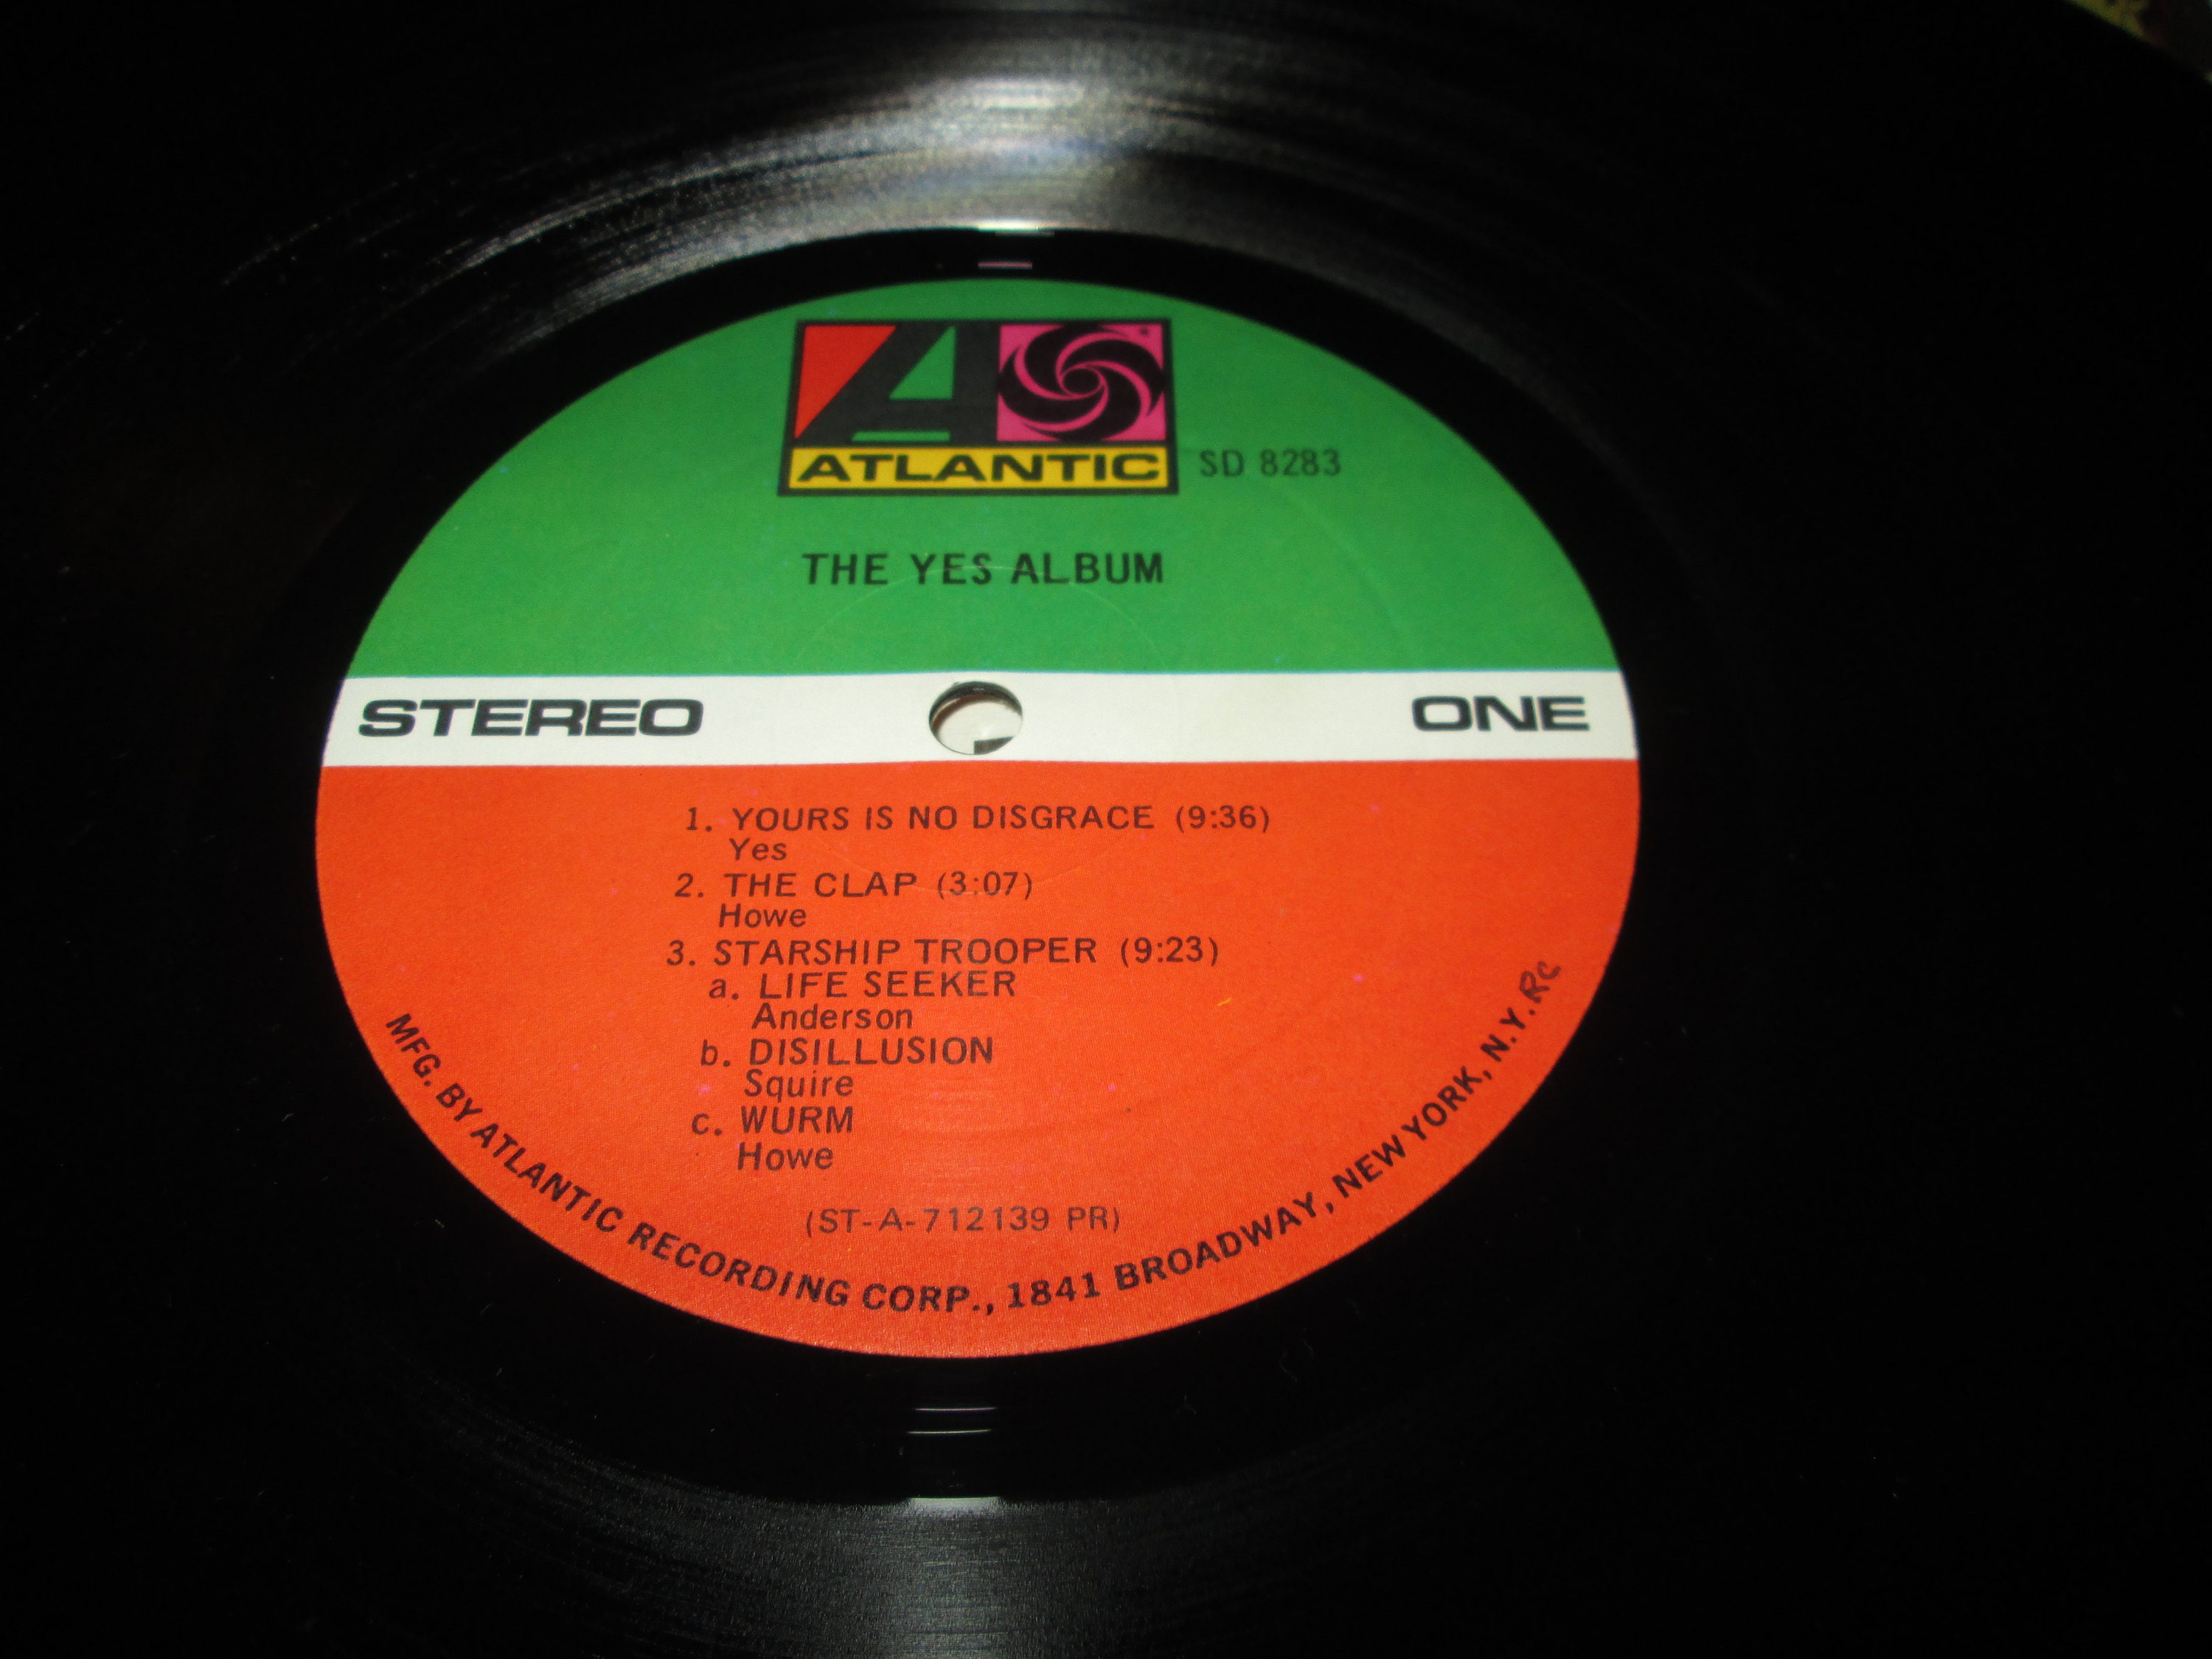 ATLANTIC
SD 8283
THE YES ALBUM
STEREO
ONE
1. YOURS IS NO DISGRACE (9:36)
Yes
2. THE CLAP (3:07)
Howe
3. STARSHIP TROOPER (9:23)
a. LIFE SEEKER
Anderson
b. DISILLUSION
Squire
c. WURM
Howe
(ST-A-712139 PR)
MFG. BY ATLANTIC RECORDING CORP., 1841 BROADWAY, NEW YORK, N.Y. RC